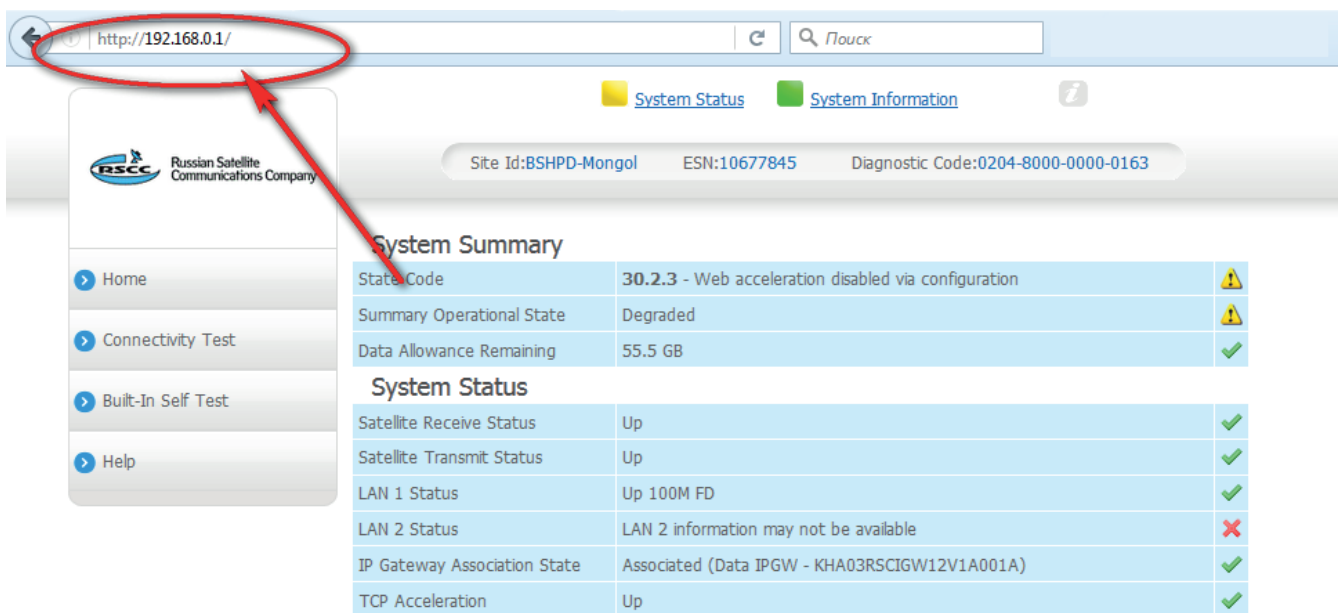 http://192.168.0.1/ Поиск
System Status System Information i
RSCC Russian Satellite
Communications Company
Site Id:BSHPD-Mongol ESN:10677845 Diagnostic Code:0204-8000-0000-0163
Home
Connectivity Test
Built-In Self Test
Help
System Summary
State Code 30.2.3 - Web acceleration disabled via configuration
Summary Operational State Degraded
Data Allowance Remaining 55.5 GB
System Status
Satellite Receive Status Up
Satellite Transmit Status Up
LAN 1 Status Up 100M FD
LAN 2 Status LAN 2 information may not be available
IP Gateway Association State Associated (Data IPGW - KHA03RSCIGW12V1A001A)
TCP Acceleration Up